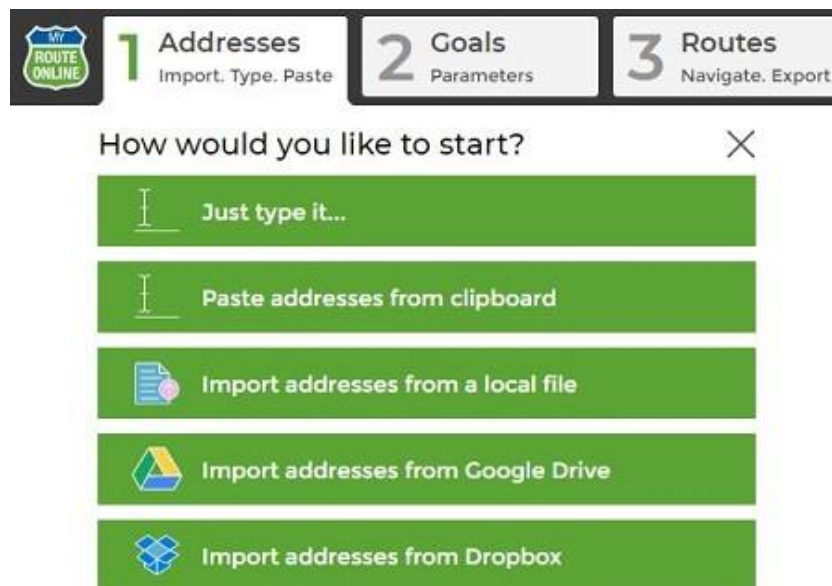 MY
ROUTE
ONLINE
1 Addresses
Import. Type. Paste
2 Goals
Parameters
3 Routes
Navigate. Export
How would you like to start?
Just type it...
Paste addresses from clipboard
Import addresses from a local file
Import addresses from Google Drive
Import addresses from Dropbox